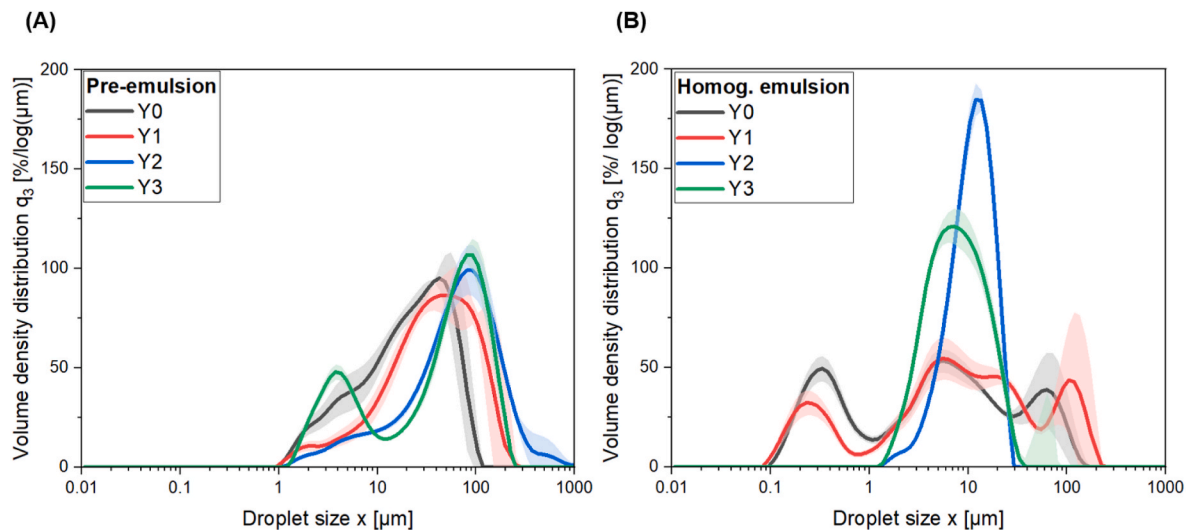 (A)
Volume density distribution q3 [%/log(μm)]
200
150
100
50
0
Pre-emulsion
Y0
Y1
Y2
Y3
0.01 0.1 1 10 100 1000
Droplet size x [μm]
(B)
Volume density distribution q3 [%/ log(μm)]
200
150
100
50
0
Homog. emulsion
Y0
Y1
Y2
Y3
0.01 0.1 1 10 100 1000
Droplet size x [μm]